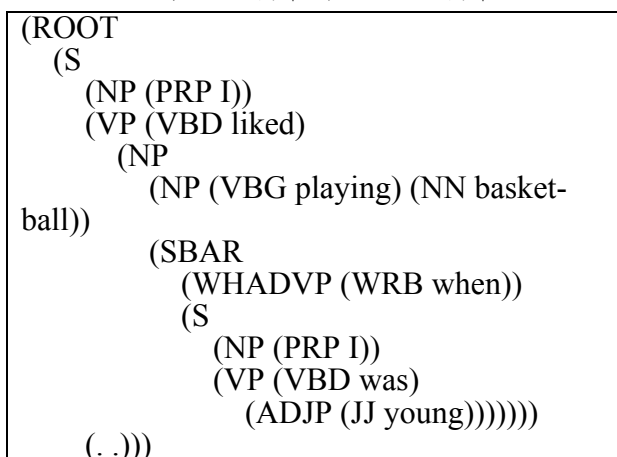 (ROOT
(S
(NP (PRP I))
(VP (VBD liked)
(NP
(NP (VBG playing) (NN basket-
ball))
(SBAR
(WHADVP (WRB when))
(S
(NP (PRP I))
(VP (VBD was)
(ADJP (JJ young)))))))
(. .)))